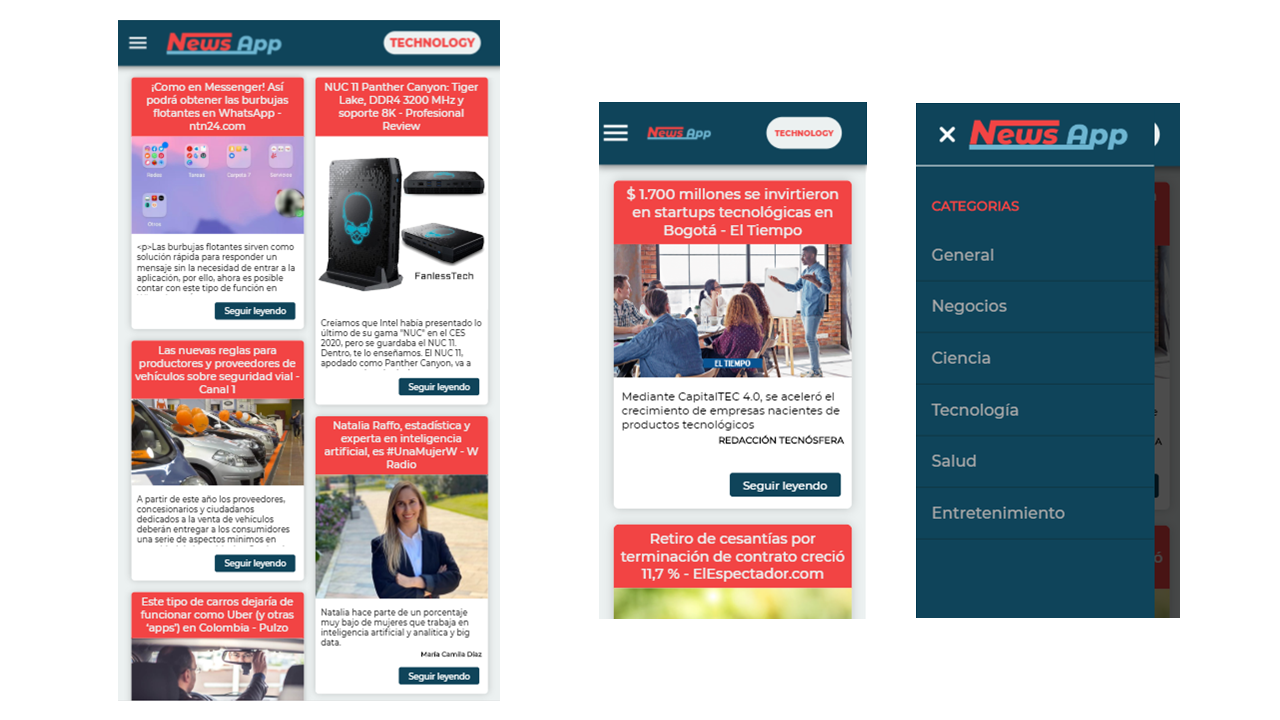 News App
TECHNOLOGY
¡Como en Messenger! Así
podrá obtener las burbujas
flotantes en WhatsApp -
ntn24.com
Redes
Tareas
Carpeta 7
Servicios
Otros
<p>Las burbujas flotantes sirven como
solución rápida para responder un
mensaje sin la necesidad de entrar a la
aplicación, por ello, ahora es posible
contar con este tipo de función en
Seguir leyendo
Las nuevas reglas para
productores y proveedores de
vehículos sobre seguridad vial -
Canal 1
A partir de este año los proveedores,
concesionarios y ciudadanos
dedicados a la venta de vehículos
deberán entregar a los consumidores
una serie de aspectos mínimos en
Seguir leyendo
Este tipo de carros dejaría de
funcionar como Uber (y otras
'apps') en Colombia - Pulzo
NUC 11 Panther Canyon: Tiger
Lake, DDR4 3200 MHz y
soporte 8K - Profesional
Review
FanlessTech
Creíamos que Intel había presentado lo
último de su gama "NUC" en el CES
2020, pero se guardaba el NUC 11.
Dentro, te lo enseñamos. El NUC 11,
apodado como Panther Canyon, va a
Seguir leyendo
Natalia Raffo, estadística y
experta en inteligencia
artificial, es #UnaMujerW - W
Radio
Natalia hace parte de un porcentaje
muy bajo de mujeres que trabaja en
inteligencia artificial y analítica y big
data.
María Camila Díaz
Seguir leyendo
News App
TECHNOLOGY
$ 1.700 millones se invirtieron
en startups tecnológicas en
Bogotá - El Tiempo
EL TIEMPO
Mediante CapitalTEC 4.0, se aceleró el
crecimiento de empresas nacientes de
productos tecnológicos
REDACCIÓN TECNÓSFERA
Seguir leyendo
Retiro de cesantías por
terminación de contrato creció
11,7 % - ElEspectador.com
News App
CATEGORIAS
General
Negocios
Ciencia
Tecnología
Salud
Entretenimiento